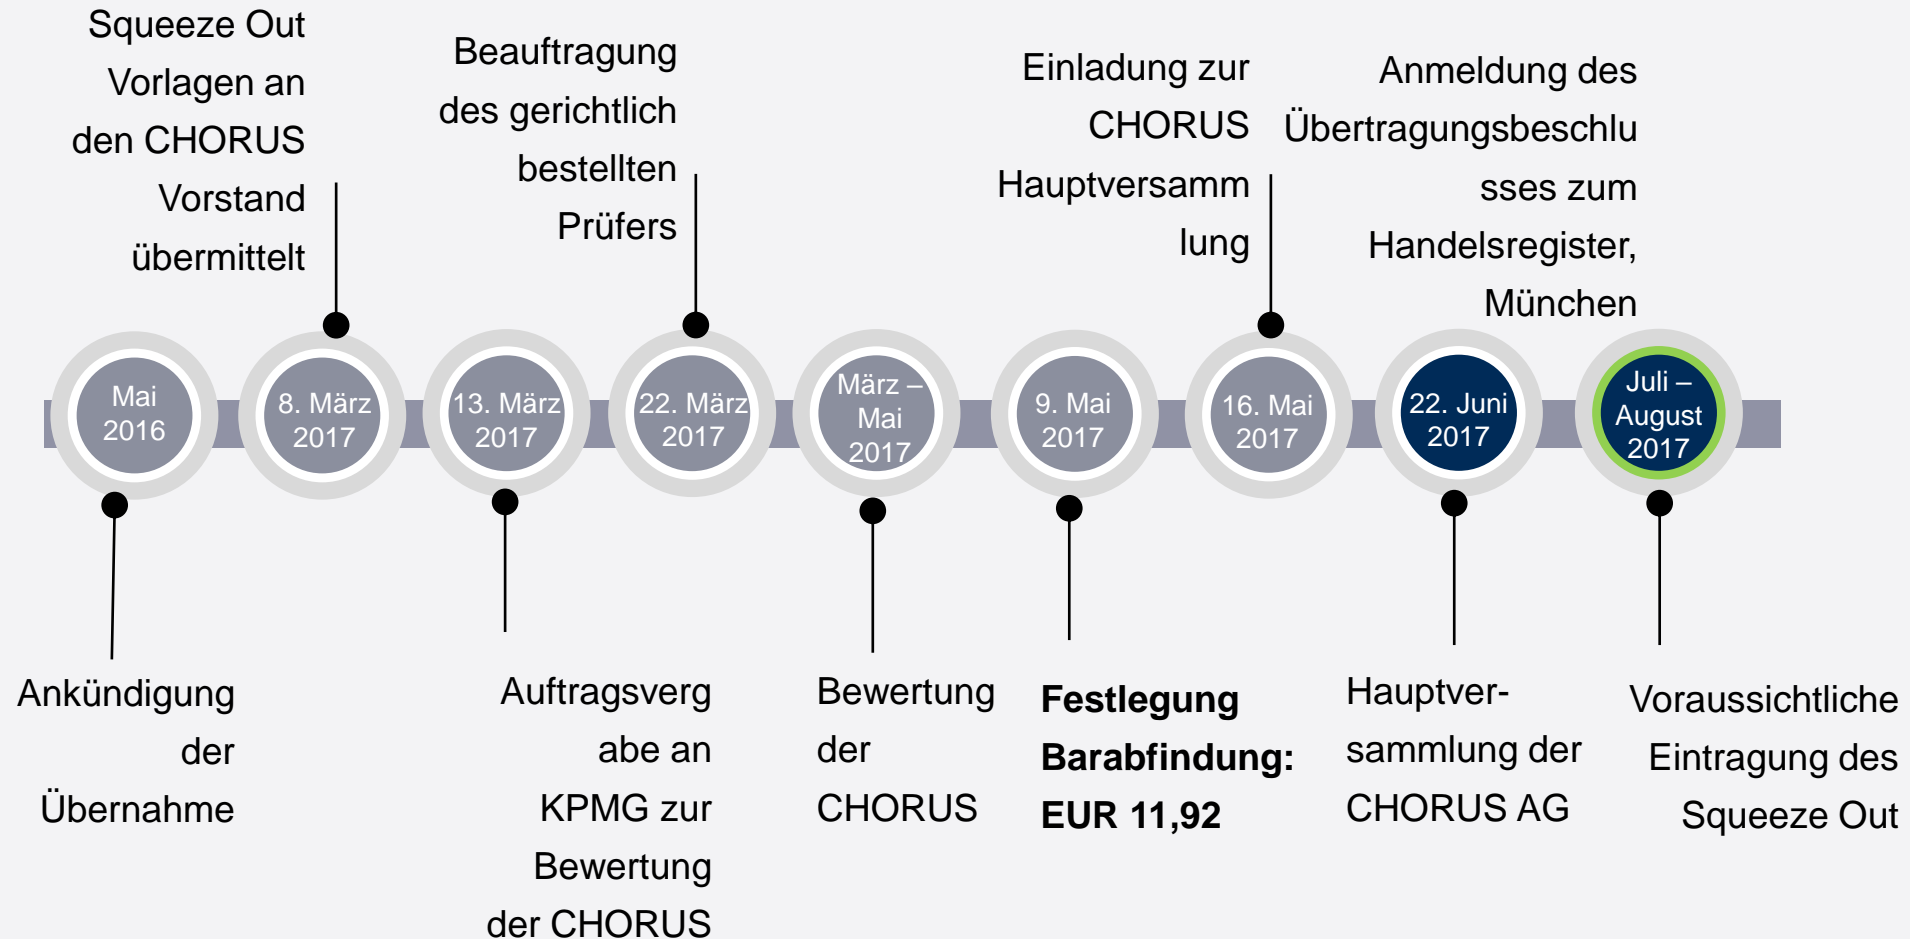 Squeeze Out
Vorlagen an
den CHORUS
Vorstand
übermittelt
Beauftragung
des gerichtlich
bestellten
Prüfers
Einladung zur
CHORUS
Hauptversamm
lung
Anmeldung des
Übertragungsbeschlu
sses zum
Handelsregister,
München
Mai
2016
8. März
2017
13. März
2017
22. März
2017
März –
Mai
2017
9. Mai
2017
16. Mai
2017
22. Juni
2017
Juli –
August
2017
Ankündigung
der
Übernahme
Auftragsverg
abe an
KPMG zur
Bewertung
der CHORUS
Bewertung
der
CHORUS
Festlegung
Barabfindung:
EUR 11,92
Hauptver-
sammlung der
CHORUS AG
Voraussichtliche
Eintragung des
Squeeze Out